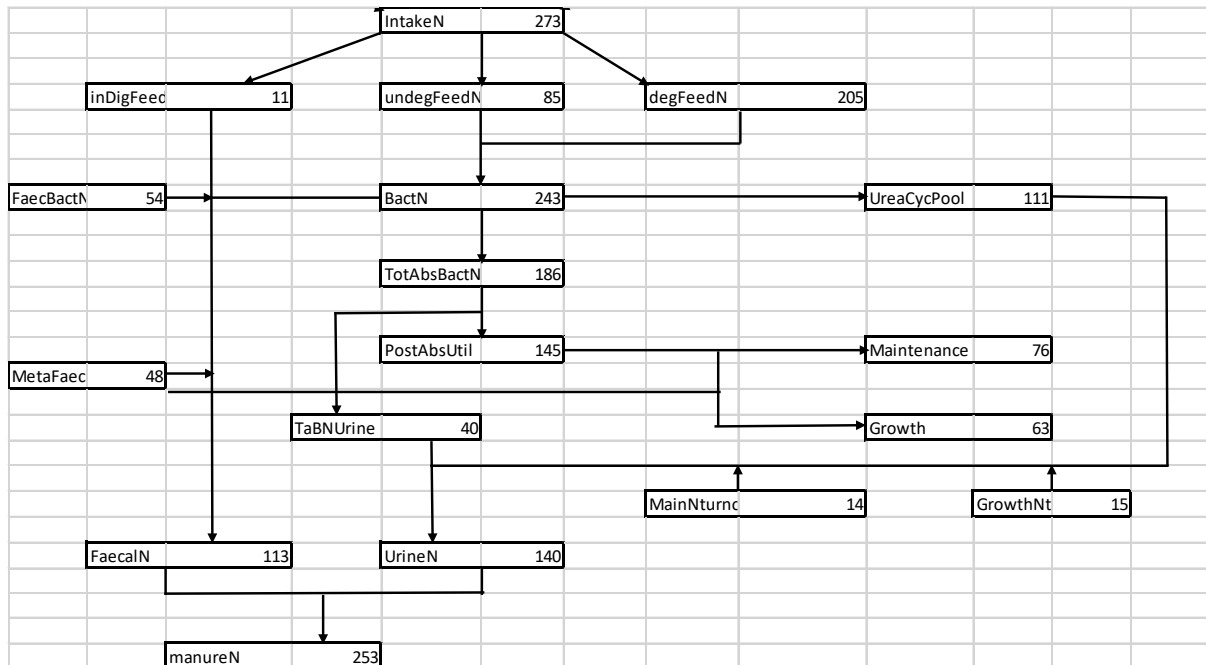 IntakeN 273
inDigFeed 11 undegFeedN 85 degFeedN 205
FaecBactN 54 BactN 243 UreaCycPool 111
TotAbsBactN 186
PostAbsUtil 145 Maintenance 76
MetaFaec 48
TaBNUrine 40 Growth 63
MainNturnc 14 GrowthNt 15
FaecalN 113 UrineN 140
manureN 253